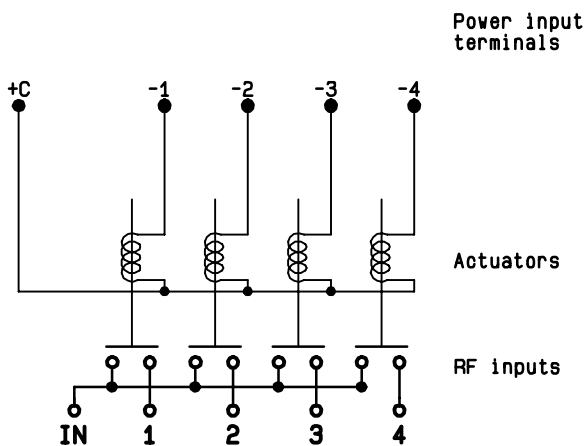 Power input
terminals
+C -1 -2 -3 -4
Actuators
RF inputs
IN 1 2 3 4